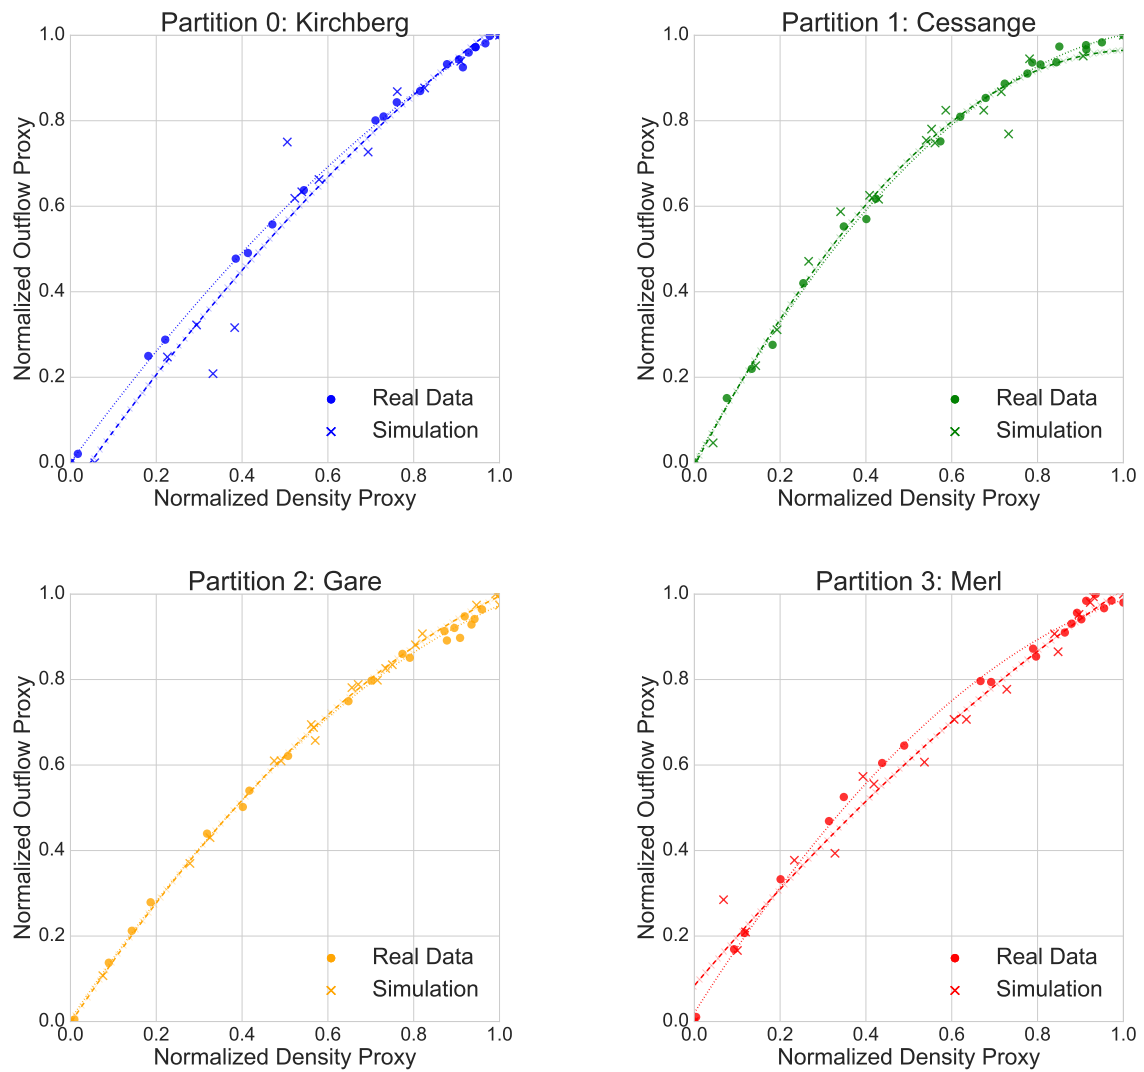 Partition 0: Kirchberg
Normalized Outflow Proxy
1.0
0.8
0.6
0.4
0.2
0.0
0.0 0.2 0.4 0.6 0.8 1.0
Normalized Density Proxy
Real Data
Simulation
Partition 1: Cessange
Normalized Outflow Proxy
1.0
0.8
0.6
0.4
0.2
0.0
0.0 0.2 0.4 0.6 0.8 1.0
Normalized Density Proxy
Real Data
Simulation
Partition 2: Gare
Normalized Outflow Proxy
1.0
0.8
0.6
0.4
0.2
0.0
0.0 0.2 0.4 0.6 0.8 1.0
Normalized Density Proxy
Real Data
Simulation
Partition 3: Merl
Normalized Outflow Proxy
1.0
0.8
0.6
0.4
0.2
0.0
0.0 0.2 0.4 0.6 0.8 1.0
Normalized Density Proxy
Real Data
Simulation